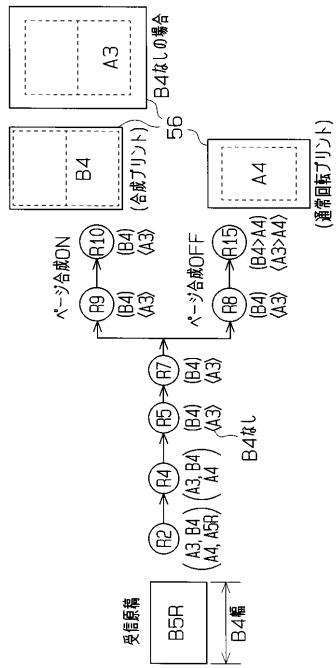 受信原稿
B5R
B4幅
R2
(A3, B4)
(A4, A5R)
R4
(A3, B4)
(A4)
R5
(B4)
〈A3〉
B4なし
R7
(B4)
〈A3〉
ページ合成ON
R9
(B4)
〈A3〉
R10
(B4)
〈A3〉
ページ合成OFF
R8
(B4)
〈A3〉
R15
(B4>A4)
〈A3>A4〉
B4
(合成プリント)
56
A3
B4なしの場合
A4
(通常回転プリント)